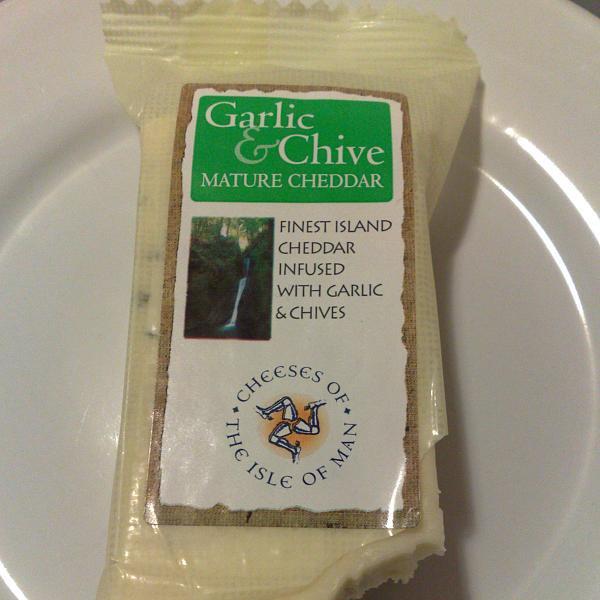 Garlic
& Chive
MATURE CHEDDAR
FINEST ISLAND
CHEDDAR
INFUSED
WITH GARLIC
& CHIVES
CHEESES OF
THE ISLE OF MAN